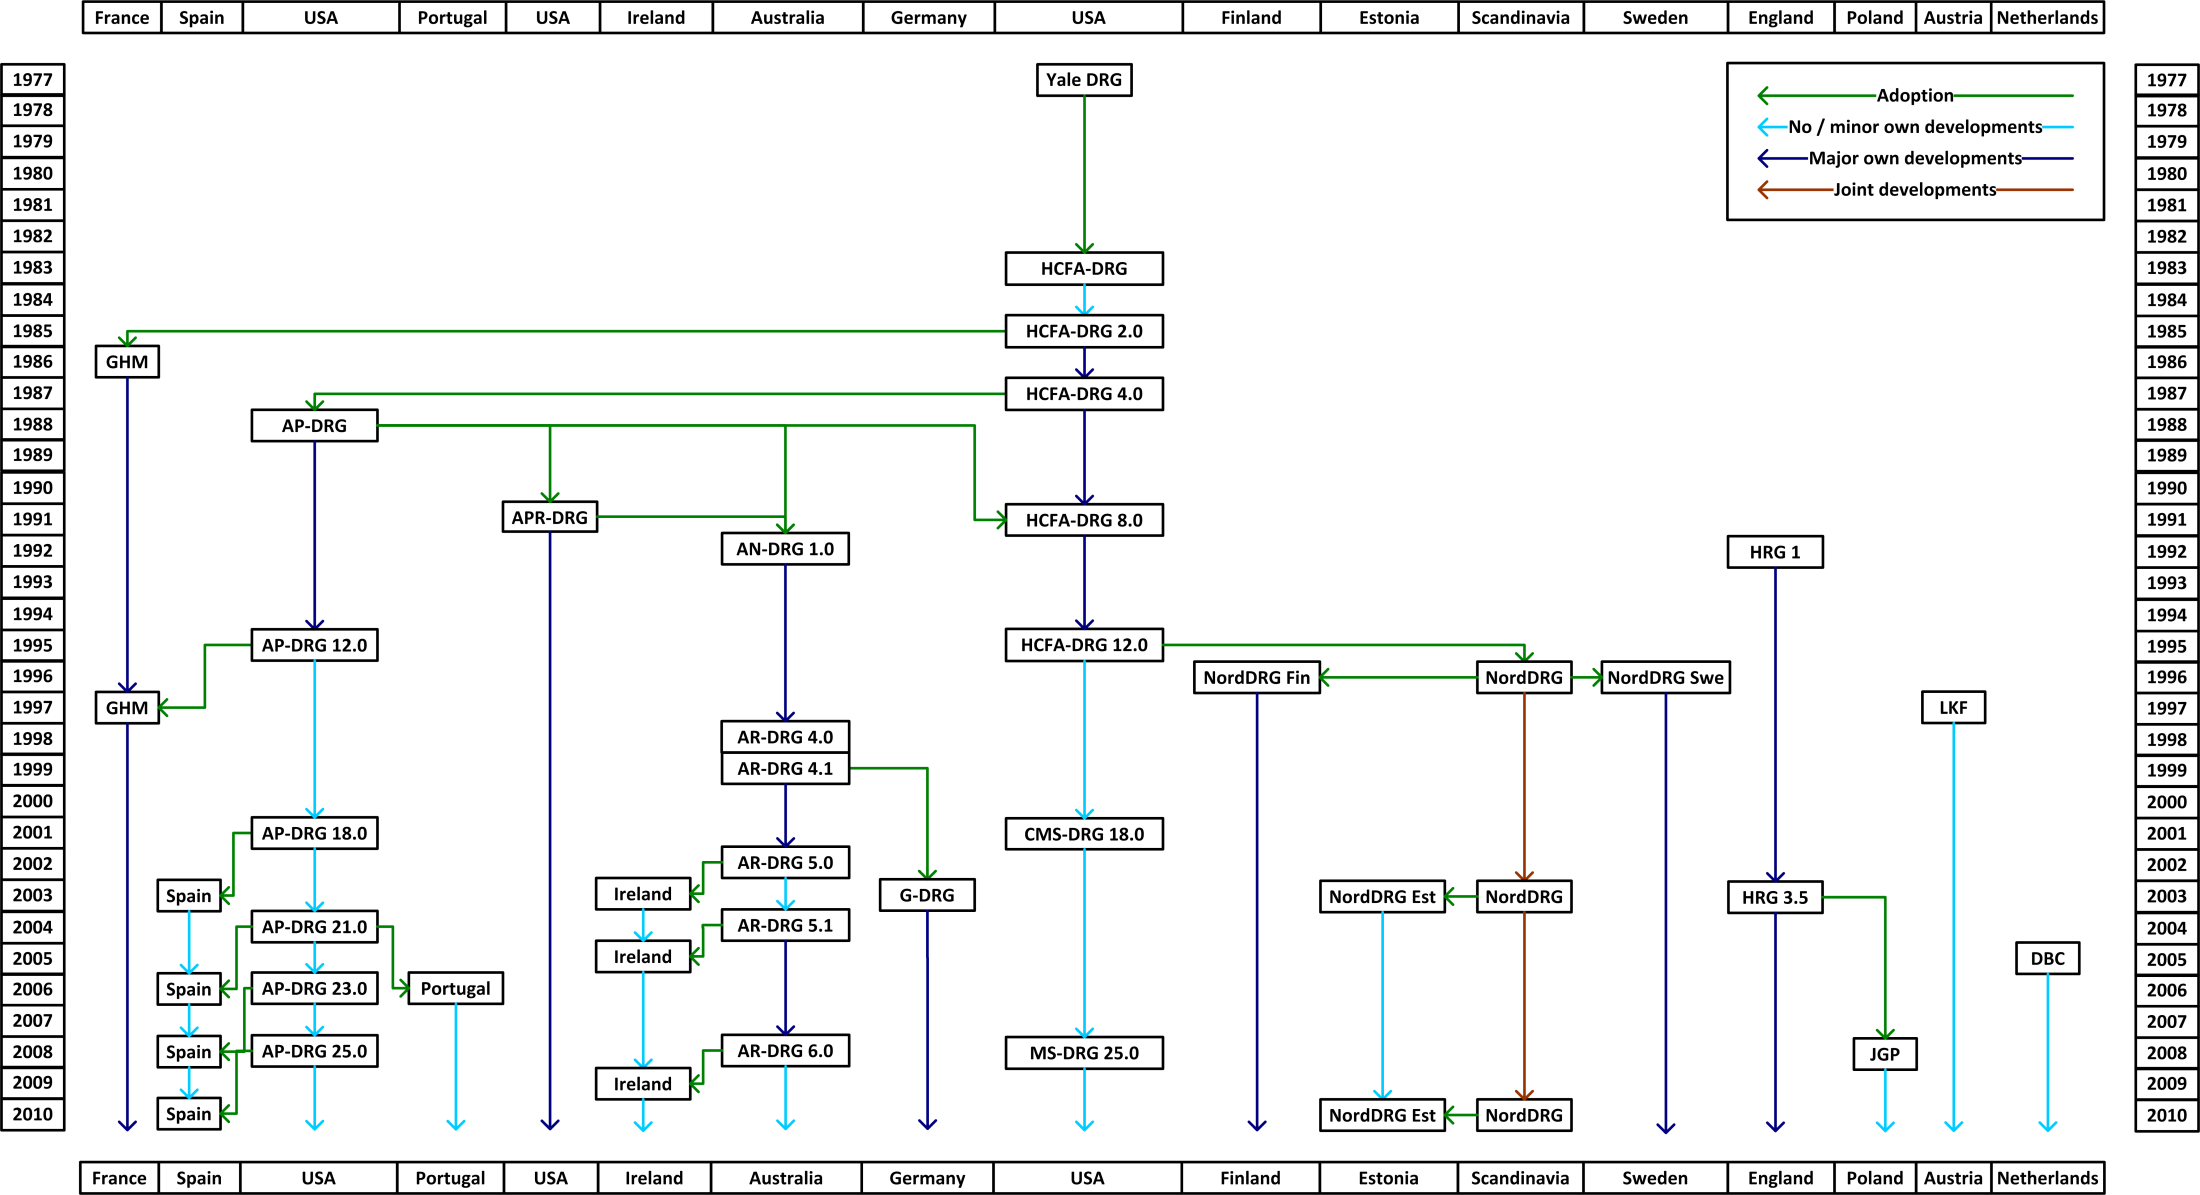 France Spain USA Portugal USA Ireland Australia Germany USA Finland Estonia Scandinavia Sweden England Poland Austria Netherlands
1977 Yale DRG 1977
Adoption
1978 1978
No / minor own developments
1979 1979
Major own developments
1980 1980
Joint developments
1981 1981
1982 1982
1983 HCFA-DRG 1983
1984 1984
1985 HCFA-DRG 2.0 1985
1986 GHM 1986
1987 HCFA-DRG 4.0 1987
1988 AP-DRG 1988
1989 1989
1990 1990
1991 APR-DRG HCFA-DRG 8.0 1991
1992 AN-DRG 1.0 HRG 1 1992
1993 1993
1994 1994
1995 AP-DRG 12.0 HCFA-DRG 12.0 1995
1996 NordDRG Fin NordDRG NordDRG Swe 1996
1997 GHM LKF 1997
1998 AR-DRG 4.0 1998
1999 AR-DRG 4.1 1999
2000 2000
2001 AP-DRG 18.0 CMS-DRG 18.0 2001
2002 AR-DRG 5.0 2002
2003 Spain Ireland G-DRG NordDRG Est NordDRG HRG 3.5 2003
2004 AP-DRG 21.0 AR-DRG 5.1 2004
2005 Ireland DBC 2005
2006 Spain AP-DRG 23.0 Portugal 2006
2007 2007
2008 Spain AP-DRG 25.0 AR-DRG 6.0 MS-DRG 25.0 JGP 2008
2009 Ireland 2009
2010 Spain NordDRG Est NordDRG 2010
France Spain USA Portugal USA Ireland Australia Germany USA Finland Estonia Scandinavia Sweden England Poland Austria Netherlands